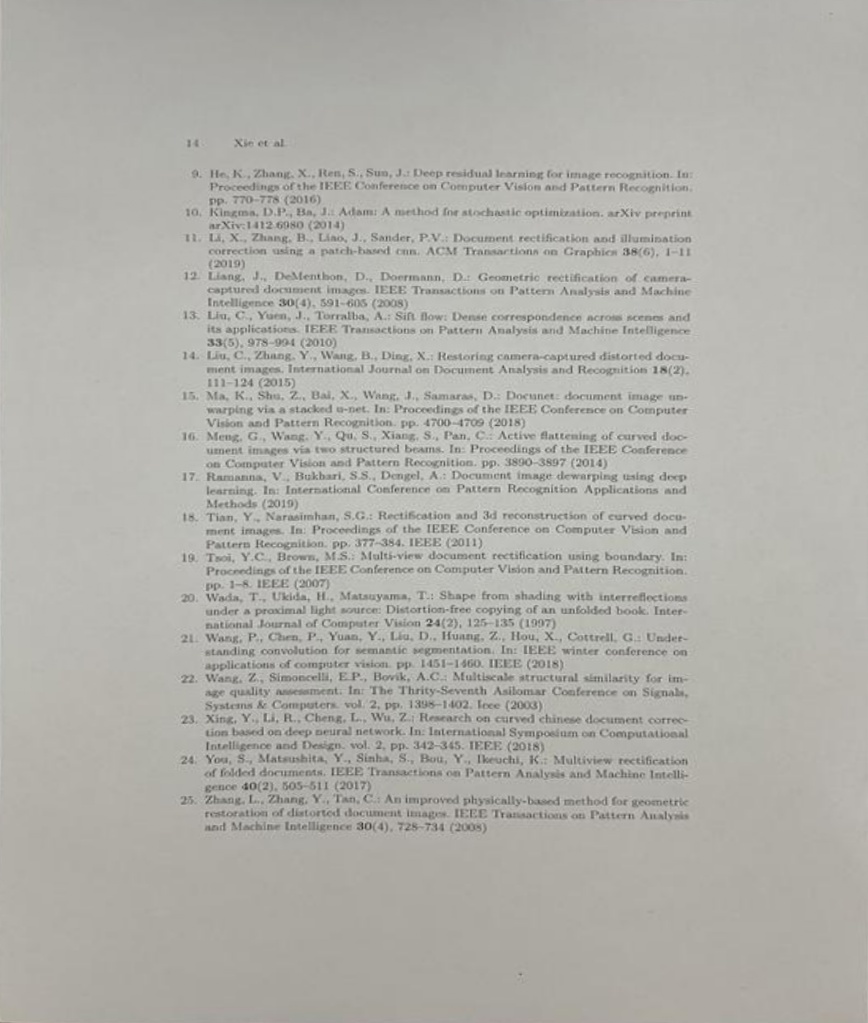 14 Xie et al.
9. He, K., Zhang, X., Ren, S., Sun, J.: Deep residual learning for image recognition. In:
Proceedings of the IEEE Conference on Computer Vision and Pattern Recognition.
pp. 770–778 (2016)
10. Kingma, D.P., Ba, J.: Adam: A method for stochastic optimization. arXiv preprint
arXiv:1412.6980 (2014)
11. Li, X., Zhang, B., Liao, J., Sander, P.V.: Document rectification and illumination
correction using a patch-based cnn. ACM Transactions on Graphics 38(6), 1–11
(2019)
12. Liang, J., DeMenthon, D., Doermann, D.: Geometric rectification of camera-
captured document images. IEEE Transactions on Pattern Analysis and Machine
Intelligence 30(4), 591–605 (2008)
13. Liu, C., Yuen, J., Torralba, A.: Sift flow: Dense correspondence across scenes and
its applications. IEEE Transactions on Pattern Analysis and Machine Intelligence
33(5), 978–994 (2010)
14. Liu, C., Zhang, Y., Wang, B., Ding, X.: Restoring camera-captured distorted docu-
ment images. International Journal on Document Analysis and Recognition 18(2),
111–124 (2015)
15. Ma, K., Shu, Z., Bai, X., Wang, J., Samaras, D.: Docunet: document image un-
warping via a stacked u-net. In: Proceedings of the IEEE Conference on Computer
Vision and Pattern Recognition. pp. 4700–4709 (2018)
16. Meng, G., Wang, Y., Qu, S., Xiang, S., Pan, C.: Active flattening of curved doc-
ument images via two structured beams. In: Proceedings of the IEEE Conference
on Computer Vision and Pattern Recognition. pp. 3890–3897 (2014)
17. Ramanna, V., Bukhari, S.S., Dengel, A.: Document image dewarping using deep
learning. In: International Conference on Pattern Recognition Applications and
Methods (2019)
18. Tian, Y., Narasimhan, S.G.: Rectification and 3d reconstruction of curved docu-
ment images. In: Proceedings of the IEEE Conference on Computer Vision and
Pattern Recognition. pp. 377–384. IEEE (2011)
19. Tsoi, Y.C., Brown, M.S.: Multi-view document rectification using boundary. In:
Proceedings of the IEEE Conference on Computer Vision and Pattern Recognition.
pp. 1–8. IEEE (2007)
20. Wada, T., Ukida, H., Matsuyama, T.: Shape from shading with interreflections
under a proximal light source: Distortion-free copying of an unfolded book. Inter-
national Journal of Computer Vision 24(2), 125–135 (1997)
21. Wang, P., Chen, P., Yuan, Y., Liu, D., Huang, Z., Hou, X., Cottrell, G.: Under-
standing convolution for semantic segmentation. In: IEEE winter conference on
applications of computer vision. pp. 1451–1460. IEEE (2018)
22. Wang, Z., Simoncelli, E.P., Bovik, A.C.: Multiscale structural similarity for im-
age quality assessment. In: The Thrity-Seventh Asilomar Conference on Signals,
Systems & Computers. vol. 2, pp. 1398–1402. Ieee (2003)
23. Xing, Y., Li, R., Cheng, L., Wu, Z.: Research on curved chinese document correc-
tion based on deep neural network. In: International Symposium on Computational
Intelligence and Design. vol. 2, pp. 342–345. IEEE (2018)
24. You, S., Matsushita, Y., Sinha, S., Bou, Y., Ikeuchi, K.: Multiview rectification
of folded documents. IEEE Transactions on Pattern Analysis and Machine Intelli-
gence 40(2), 505–511 (2017)
25. Zhang, L., Zhang, Y., Tan, C.: An improved physically-based method for geometric
restoration of distorted document images. IEEE Transactions on Pattern Analysis
and Machine Intelligence 30(4), 728–734 (2008)